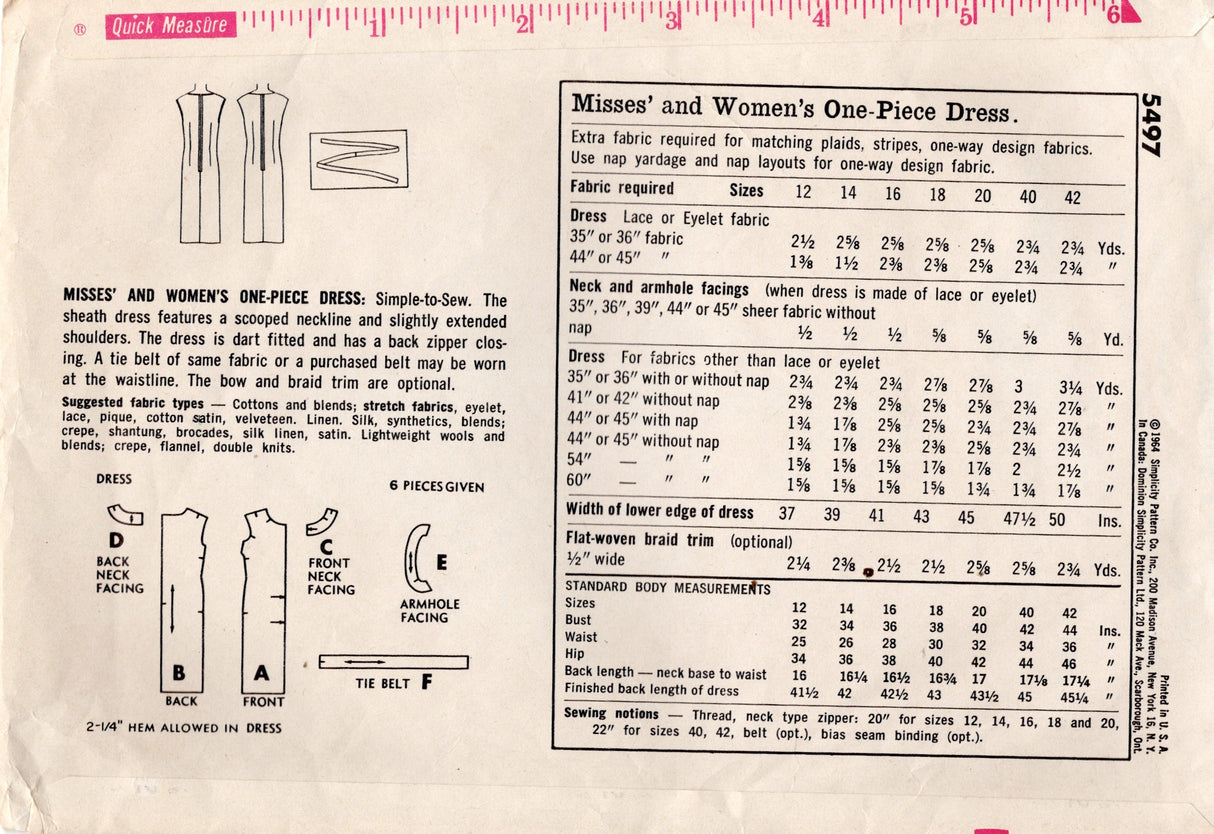 ® Quick Measure 1 2 3 4 5 6
MISSES' AND WOMEN'S ONE-PIECE DRESS: Simple-to-Sew. The
sheath dress features a scooped neckline and slightly extended
shoulders. The dress is dart fitted and has a back zipper clos-
ing. A tie belt of same fabric or a purchased belt may be worn
at the waistline. The bow and braid trim are optional.
Suggested fabric types — Cottons and blends; stretch fabrics, eyelet,
lace, pique, cotton satin, velveteen. Linen. Silk, synthetics, blends;
crepe, shantung, brocades, silk linen, satin. Lightweight wools and
blends; crepe, flannel, double knits.
DRESS
6 PIECES GIVEN
D
BACK
NECK
FACING
B
BACK
A
FRONT
C
FRONT
NECK
FACING
E
ARMHOLE
FACING
TIE BELT F
2-1/4" HEM ALLOWED IN DRESS
Misses' and Women's One-Piece Dress.
Extra fabric required for matching plaids, stripes, one-way design fabrics.
Use nap yardage and nap layouts for one-way design fabric.
Fabric required Sizes 12 14 16 18 20 40 42
Dress Lace or Eyelet fabric
35" or 36" fabric 2½ 2⅝ 2⅝ 2⅝ 2⅝ 2¾ 2¾ Yds.
44" or 45" " 1⅜ 1½ 2⅜ 2⅜ 2⅝ 2¾ 2¾ "
Neck and armhole facings (when dress is made of lace or eyelet)
35", 36", 39", 44" or 45" sheer fabric without
nap ½ ½ ½ ⅝ ⅝ ⅝ ⅝ Yd.
Dress For fabrics other than lace or eyelet
35" or 36" with or without nap 2¾ 2¾ 2¾ 2⅞ 2⅞ 3 3¼ Yds.
41" or 42" without nap 2⅜ 2⅜ 2⅝ 2⅝ 2⅝ 2¾ 2⅞ "
44" or 45" with nap 1¾ 1⅞ 2⅝ 2⅝ 2¾ 2¾ 2⅞ "
44" or 45" without nap 1¾ 1⅞ 2⅜ 2⅜ 2⅝ 2¾ 2¾ "
54" — " " 1⅝ 1⅝ 1⅝ 1⅞ 1⅞ 2 2½ "
60" — " " 1⅝ 1⅝ 1⅝ 1⅝ 1¾ 1¾ 1⅞ "
Width of lower edge of dress 37 39 41 43 45 47½ 50 Ins.
Flat-woven braid trim (optional)
½" wide 2¼ 2⅜ 2½ 2½ 2⅝ 2⅝ 2¾ Yds.
STANDARD BODY MEASUREMENTS
Sizes 12 14 16 18 20 40 42
Bust 32 34 36 38 40 42 44 Ins.
Waist 25 26 28 30 32 34 36 "
Hip 34 36 38 40 42 44 46 "
Back length — neck base to waist 16 16¼ 16½ 16¾ 17 17⅛ 17¼ "
Finished back length of dress 41½ 42 42½ 43 43½ 45 45¼ "
Sewing notions — Thread, neck type zipper: 20" for sizes 12, 14, 16, 18 and 20,
22" for sizes 40, 42, belt (opt.), bias seam binding (opt.).
5497
© 1964 Simplicity Pattern Co. Inc., 200 Madison Avenue, New York 16, N. Y.
In Canada: Dominion Simplicity Pattern Ltd., 120 Mack Ave., Scarborough, Ont.
Printed in U. S. A.